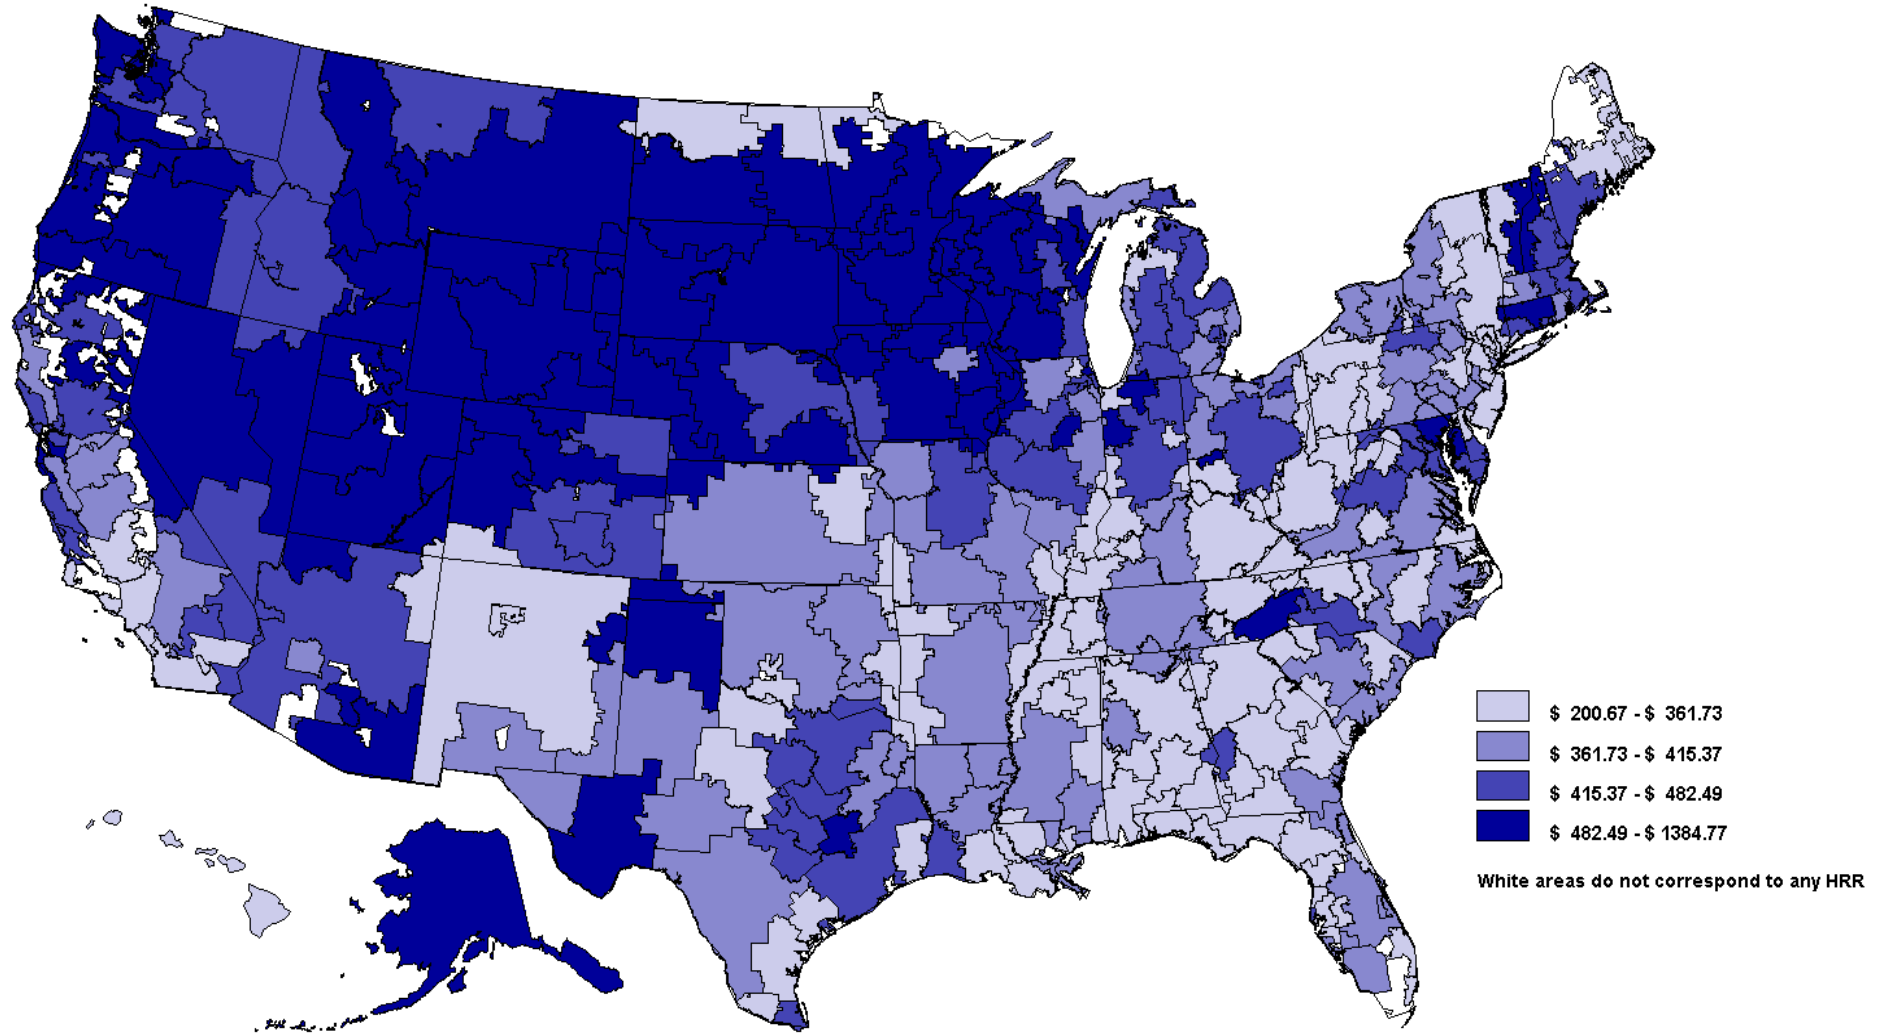 $ 200.67 - $ 361.73
$ 361.73 - $ 415.37
$ 415.37 - $ 482.49
$ 482.49 - $ 1384.77
White areas do not correspond to any HRR